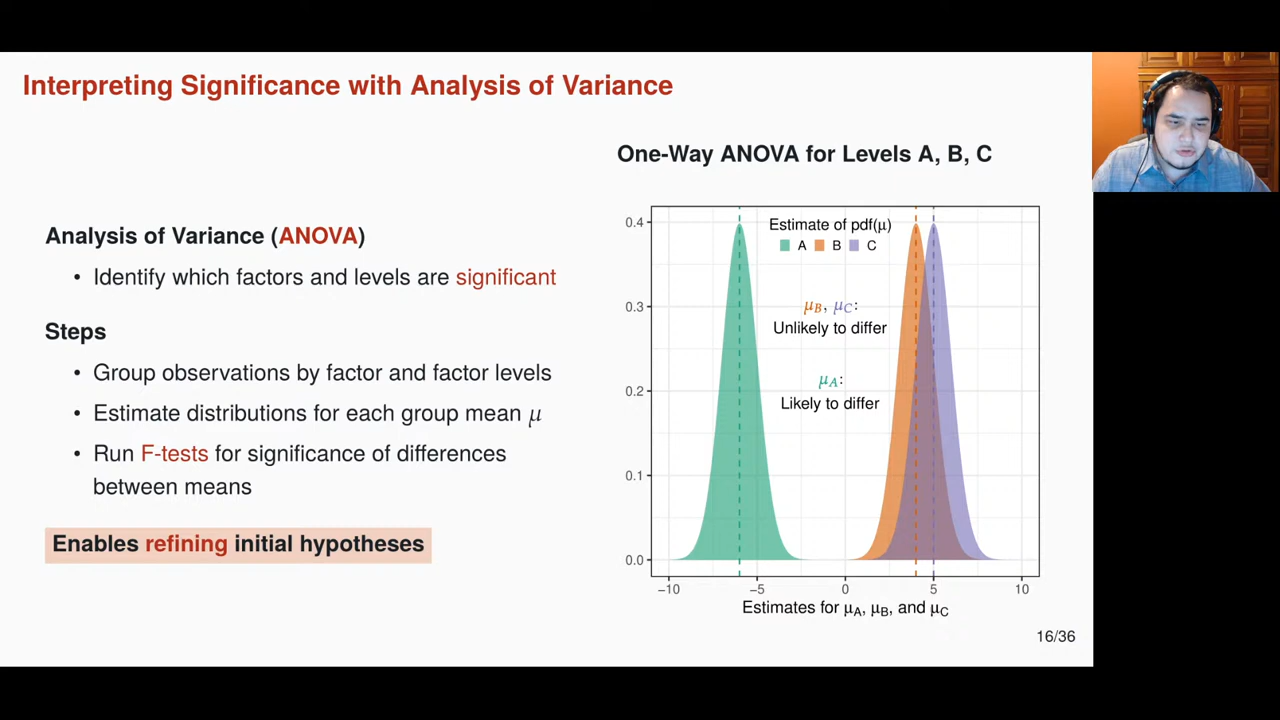 Interpreting Significance with Analysis of Variance
Analysis of Variance (ANOVA)
• Identify which factors and levels are significant
Steps
• Group observations by factor and factor levels
• Estimate distributions for each group mean μ
• Run F-tests for significance of differences
between means
Enables refining initial hypotheses
One-Way ANOVA for Levels A, B, C
Estimate of pdf(μ)
A B C
μB, μC:
Unlikely to differ
μA:
Likely to differ
0.4
0.3
0.2
0.1
0.0
−10 −5 0 5 10
Estimates for μA, μB, and μC
16/36